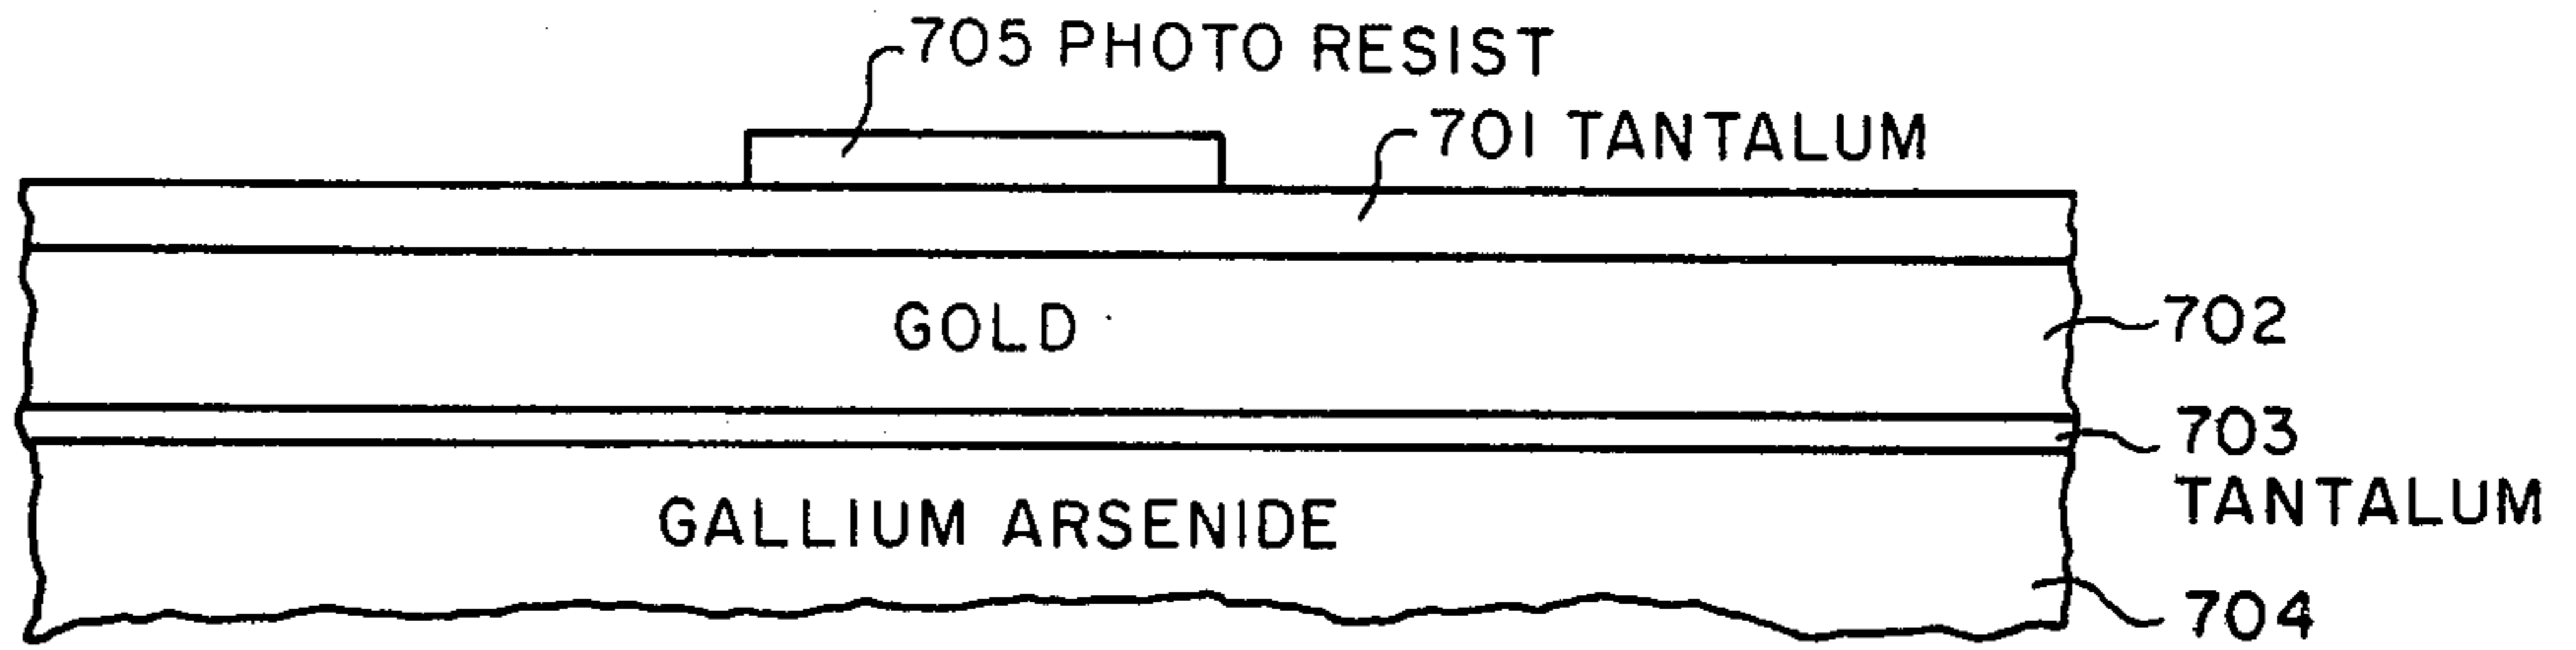 705 PHOTO RESIST
701 TANTALUM
GOLD
702
703
TANTALUM
GALLIUM ARSENIDE
704